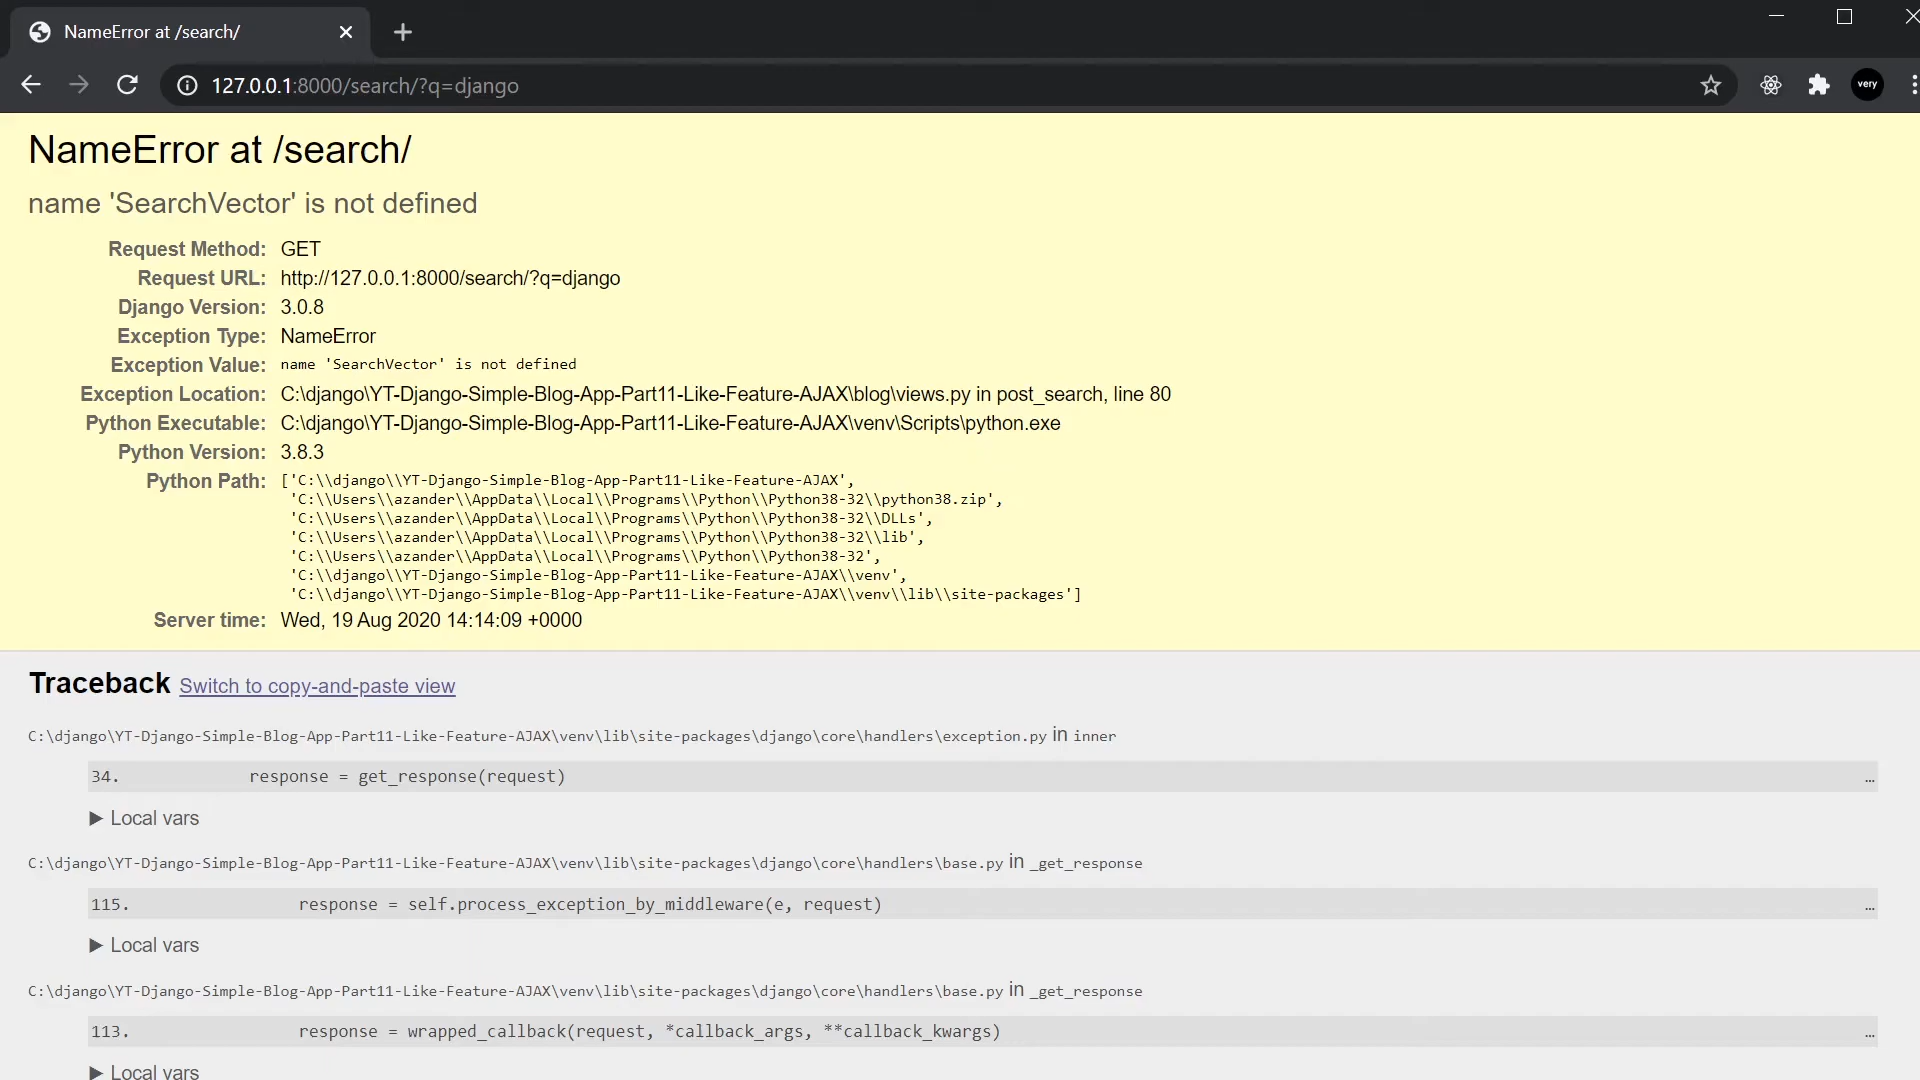 NameError at /search/
127.0.0.1:8000/search/?q=django
very
NameError at /search/
name 'SearchVector' is not defined
Request Method: GET
Request URL: http://127.0.0.1:8000/search/?q=django
Django Version: 3.0.8
Exception Type: NameError
Exception Value: name 'SearchVector' is not defined
Exception Location: C:\django\YT-Django-Simple-Blog-App-Part11-Like-Feature-AJAX\blog\views.py in post_search, line 80
Python Executable: C:\django\YT-Django-Simple-Blog-App-Part11-Like-Feature-AJAX\venv\Scripts\python.exe
Python Version: 3.8.3
Python Path: ['C:\\django\\YT-Django-Simple-Blog-App-Part11-Like-Feature-AJAX',
'C:\\Users\\azander\\AppData\\Local\\Programs\\Python\\Python38-32\\python38.zip',
'C:\\Users\\azander\\AppData\\Local\\Programs\\Python\\Python38-32\\DLLs',
'C:\\Users\\azander\\AppData\\Local\\Programs\\Python\\Python38-32\\lib',
'C:\\Users\\azander\\AppData\\Local\\Programs\\Python\\Python38-32',
'C:\\django\\YT-Django-Simple-Blog-App-Part11-Like-Feature-AJAX\\venv',
'C:\\django\\YT-Django-Simple-Blog-App-Part11-Like-Feature-AJAX\\venv\\lib\\site-packages']
Server time: Wed, 19 Aug 2020 14:14:09 +0000
Traceback Switch to copy-and-paste view
C:\django\YT-Django-Simple-Blog-App-Part11-Like-Feature-AJAX\venv\lib\site-packages\django\core\handlers\exception.py in inner
34. response = get_response(request) …
▶ Local vars
C:\django\YT-Django-Simple-Blog-App-Part11-Like-Feature-AJAX\venv\lib\site-packages\django\core\handlers\base.py in _get_response
115. response = self.process_exception_by_middleware(e, request) …
▶ Local vars
C:\django\YT-Django-Simple-Blog-App-Part11-Like-Feature-AJAX\venv\lib\site-packages\django\core\handlers\base.py in _get_response
113. response = wrapped_callback(request, *callback_args, **callback_kwargs) …
▶ Local vars